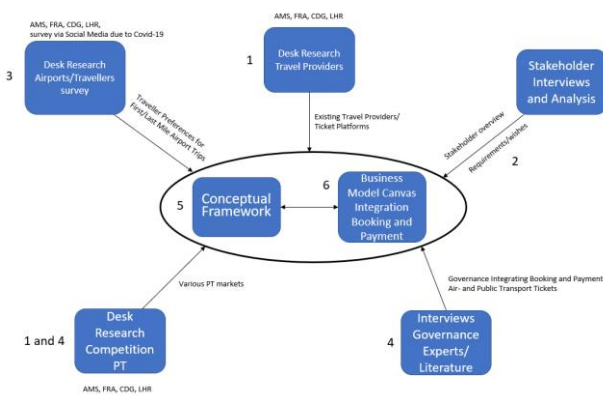 AMS, FRA, CDG, LHR,
survey via Social Media due to Covid-19
AMS, FRA, CDG, LHR
3
Desk Research
Airports/Travellers
survey
1
Desk Research
Travel Providers
Stakeholder
Interviews
and Analysis
Traveller Preferences for
First/Last Mile Airport Trips
Existing Travel Providers/
Ticket Platforms
Stakeholder overview
Requirements/wishes
2
5
Conceptual
Framework
6
Business
Model Canvas
Integration
Booking and
Payment
Various PT markets
Governance Integrating Booking and Payment
Air- and Public Transport Tickets
1 and 4
Desk
Research
Competition
PT
4
Interviews
Governance
Experts/
Literature
AMS, FRA, CDG, LHR